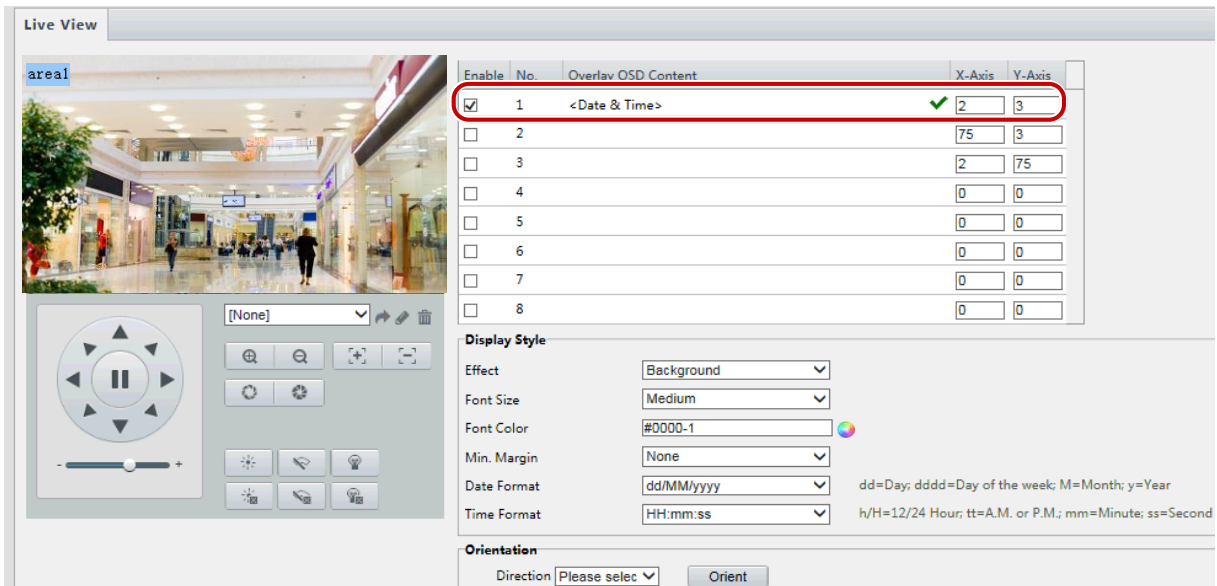 Live View
area1
Enable No. Overlay OSD Content X-Axis Y-Axis
1 <Date & Time> 2 3
2 75 3
3 2 75
4 0 0
5 0 0
6 0 0
7 0 0
8 0 0
[None]
- +
Display Style
Effect Background
Font Size Medium
Font Color #0000-1
Min. Margin None
Date Format dd/MM/yyyy dd=Day; dddd=Day of the week; M=Month; y=Year
Time Format HH:mm:ss h/H=12/24 Hour; tt=A.M. or P.M.; mm=Minute; ss=Second
Orientation
Direction Please selec Orient